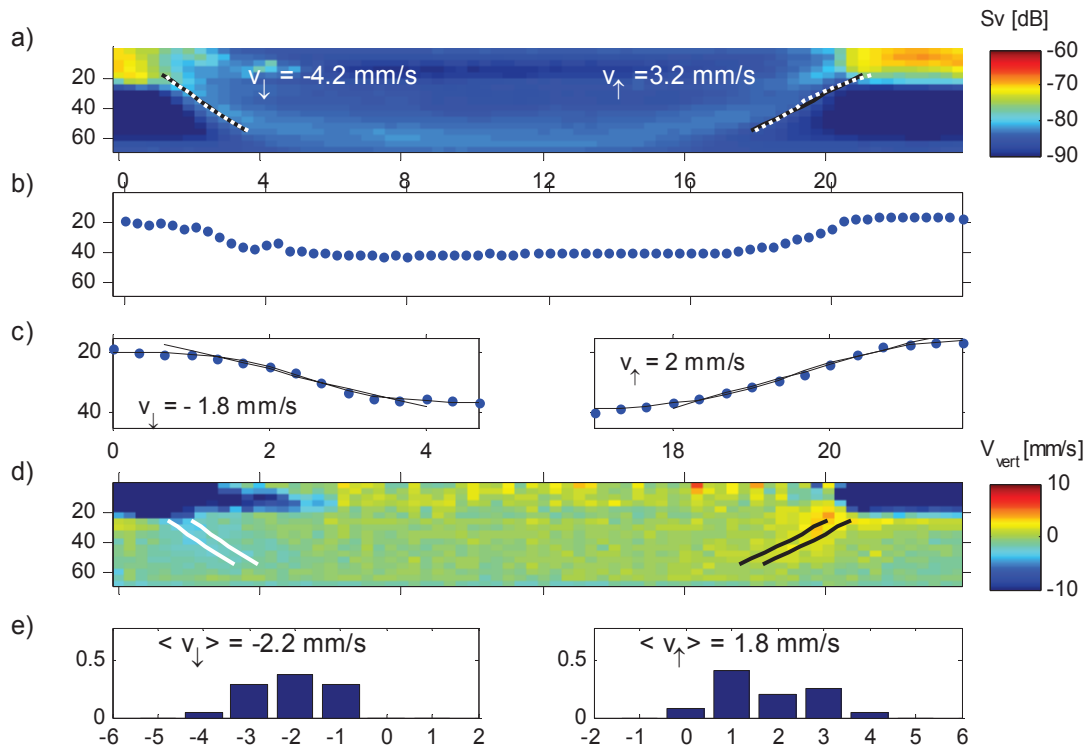 Sv [dB]
a)
v↓ = -4.2 mm/s
v↑ =3.2 mm/s
20
40
60
-60
-70
-80
-90
0 4 8 12 16 20
b)
20
40
60
c)
20
40
v↓ = - 1.8 mm/s
v↑ = 2 mm/s
0 2 4
18 20
V vert [mm/s]
d)
20
40
60
10
0
-10
e)
< v↓ > = -2.2 mm/s
< v↑ > = 1.8 mm/s
0.5
0
-6 -5 -4 -3 -2 -1 0 1 2
0.5
0
-2 -1 0 1 2 3 4 5 6